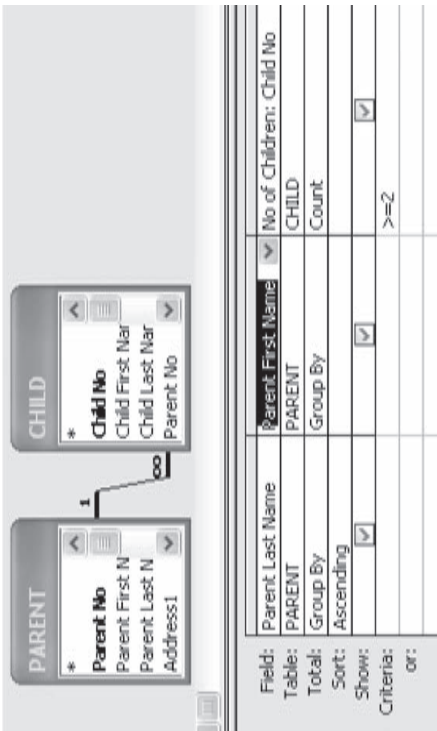 PARENT
*
Parent No
Parent First N
Parent Last N
Address1
1
∞
CHILD
*
Child No
Child First Nar
Child Last Nar
Parent No
Field: Parent Last Name Parent First Name No of Children: Child No
Table: PARENT PARENT CHILD
Total: Group By Group By Count
Sort: Ascending
Show:
Criteria: >=2
or: